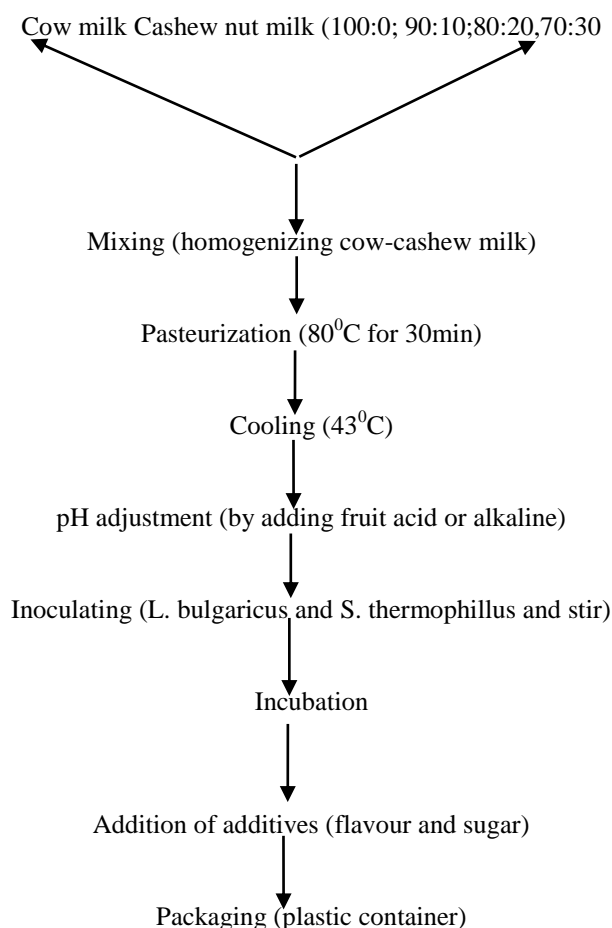 Cow milk Cashew nut milk (100:0; 90:10;80:20,70:30
Mixing (homogenizing cow-cashew milk)
Pasteurization (80⁰C for 30min)
Cooling (43⁰C)
pH adjustment (by adding fruit acid or alkaline)
Inoculating (L. bulgaricus and S. thermophillus and stir)
Incubation
Addition of additives (flavour and sugar)
Packaging (plastic container)